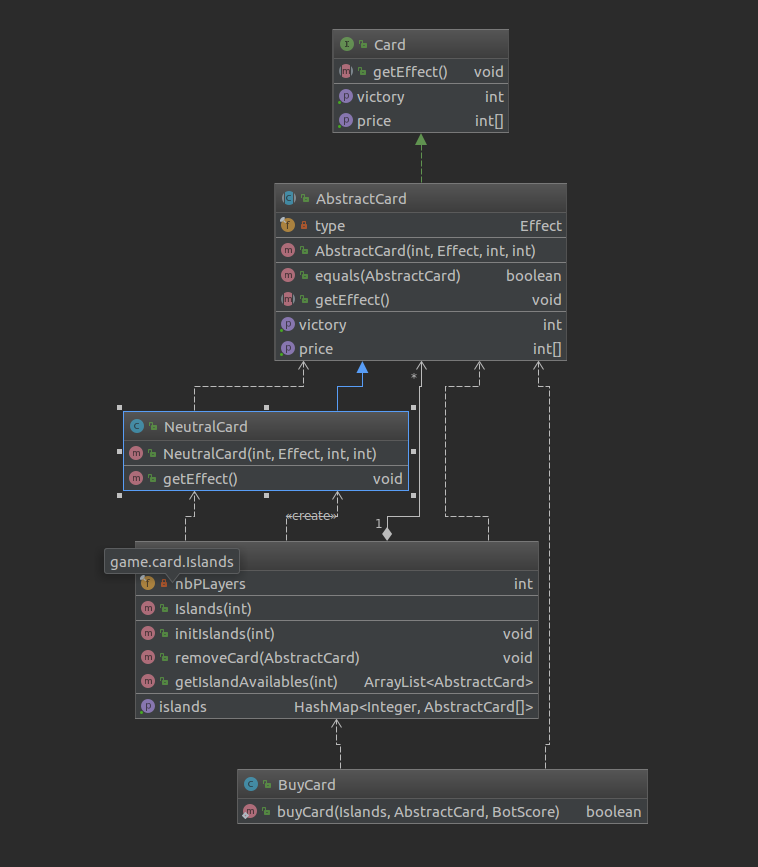 Card
getEffect() void
victory int
price int[]
AbstractCard
type Effect
AbstractCard(int, Effect, int, int)
equals(AbstractCard) boolean
getEffect() void
victory int
price int[]
*
NeutralCard
NeutralCard(int, Effect, int, int)
getEffect() void
«create»
1
game.card.Islands
nbPLayers int
Islands(int)
initIslands(int) void
removeCard(AbstractCard) void
getIslandAvailables(int) ArrayList<AbstractCard>
islands HashMap<Integer, AbstractCard[]>
BuyCard
buyCard(Islands, AbstractCard, BotScore) boolean